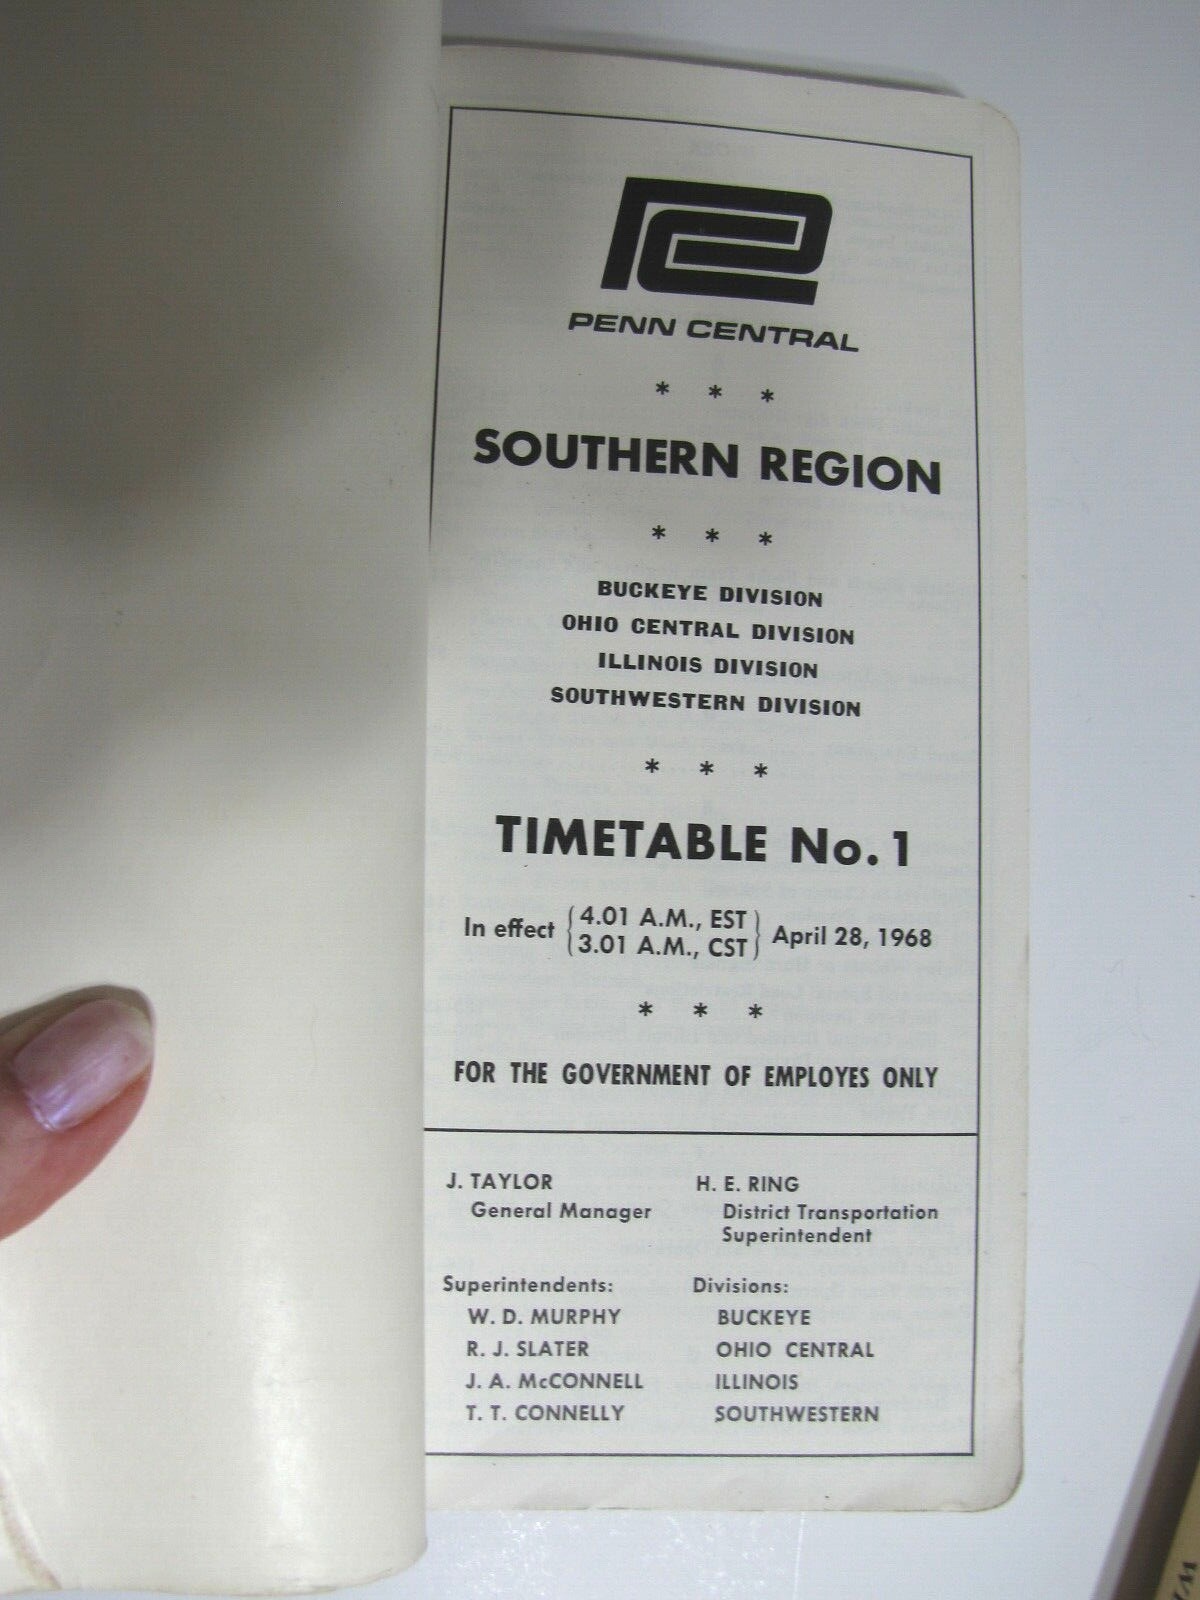 PENN CENTRAL
* * *
SOUTHERN REGION
* * *
BUCKEYE DIVISION
OHIO CENTRAL DIVISION
ILLINOIS DIVISION
SOUTHWESTERN DIVISION
* * *
TIMETABLE No. 1
In effect { 4.01 A.M., EST } April 28, 1968
{ 3.01 A.M., CST }
* * *
FOR THE GOVERNMENT OF EMPLOYES ONLY
J. TAYLOR
General Manager
H. E. RING
District Transportation
Superintendent
Superintendents: Divisions:
W. D. MURPHY BUCKEYE
R. J. SLATER OHIO CENTRAL
J. A. McCONNELL ILLINOIS
T. T. CONNELLY SOUTHWESTERN